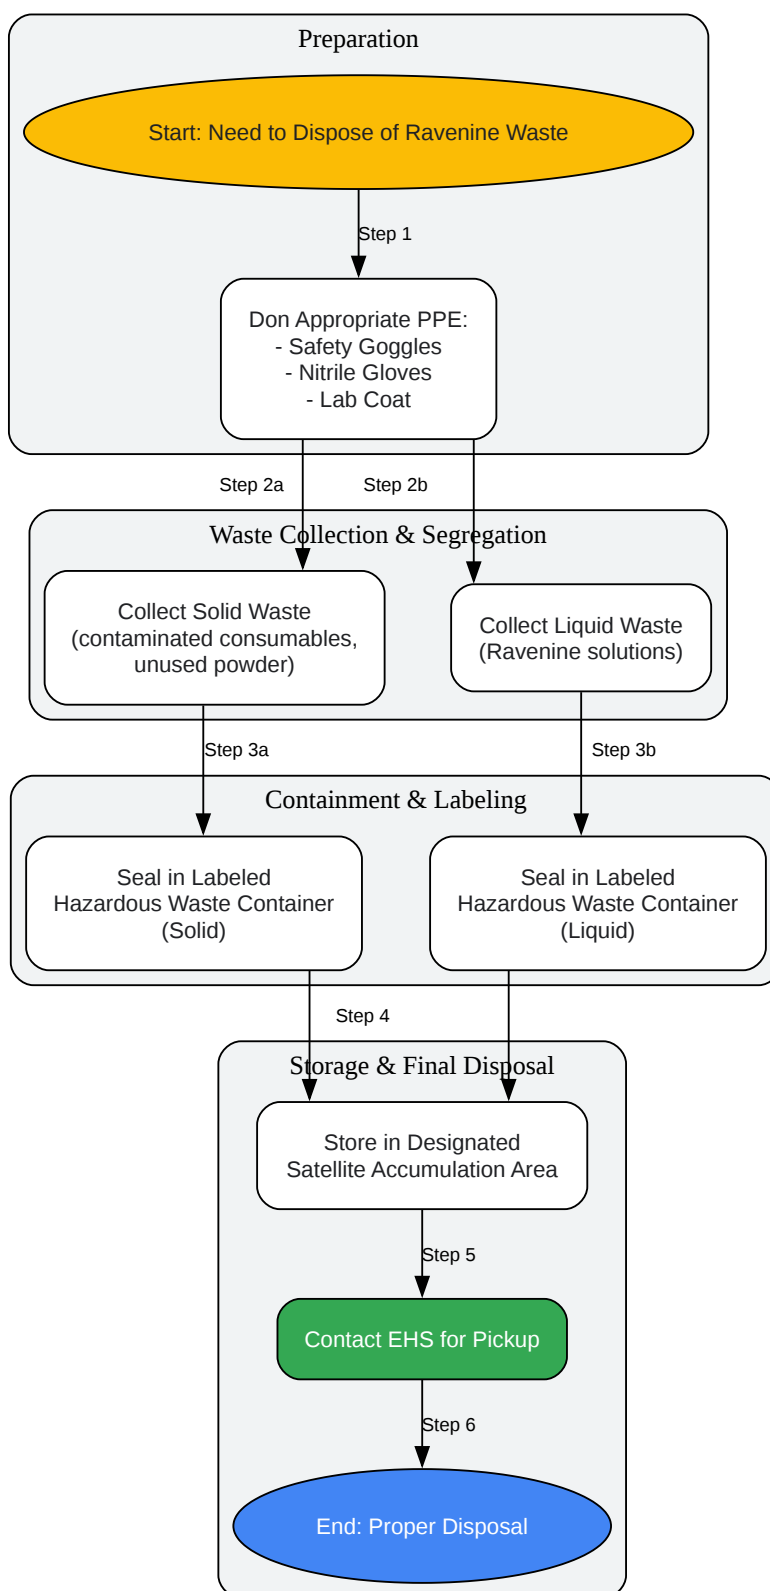 Preparation
Start: Need to Dispose of Ravenine Waste
Step 1
Don Appropriate PPE:
- Safety Goggles
- Nitrile Gloves
- Lab Coat
Step 2a
Step 2b
Waste Collection & Segregation
Collect Solid Waste
(contaminated consumables,
unused powder)
Collect Liquid Waste
(Ravenine solutions)
Step 3a
Step 3b
Containment & Labeling
Seal in Labeled
Hazardous Waste Container
(Solid)
Seal in Labeled
Hazardous Waste Container
(Liquid)
Step 4
Storage & Final Disposal
Store in Designated
Satellite Accumulation Area
Step 5
Contact EHS for Pickup
Step 6
End: Proper Disposal